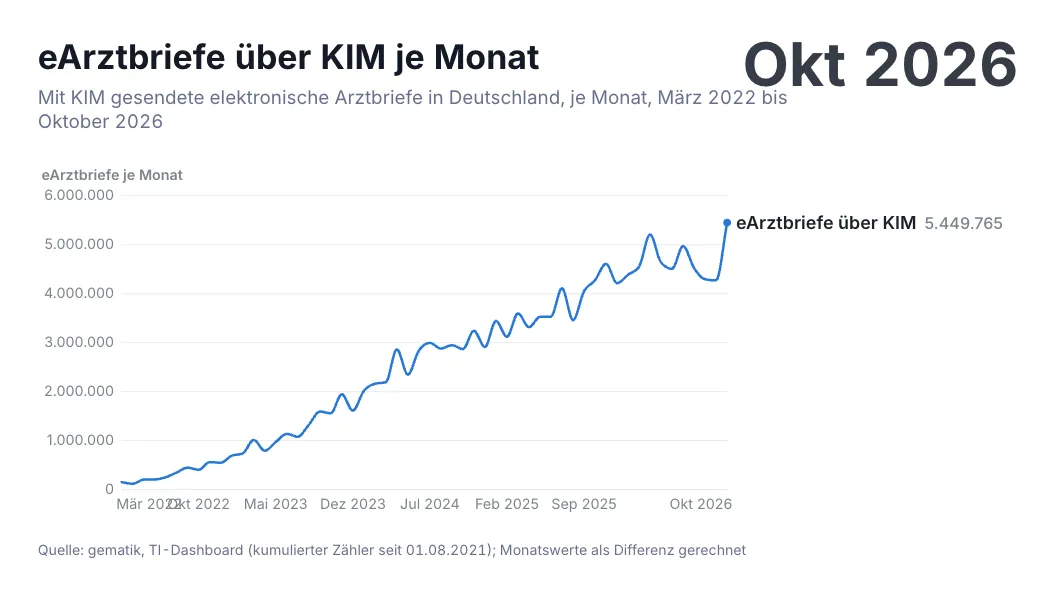 eArztbriefe über KIM je Monat
Okt 2026
Mit KIM gesendete elektronische Arztbriefe in Deutschland, je Monat, März 2022 bis
Oktober 2026
eArztbriefe je Monat
6.000.000
eArztbriefe über KIM 5.449.765
5.000.000
4.000.000
3.000.000
2.000.000
1.000.000
0
Mär 2022 Okt 2022 Mai 2023 Dez 2023 Jul 2024 Feb 2025 Sep 2025 Okt 2026
Quelle: gematik, TI-Dashboard (kumulierter Zähler seit 01.08.2021); Monatswerte als Differenz gerechnet